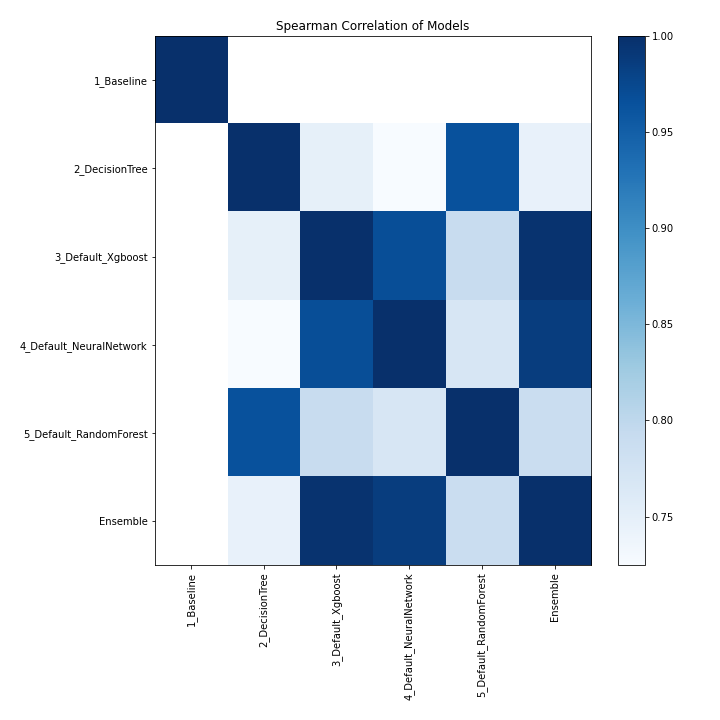 Spearman Correlation of Models
1_Baseline
2_DecisionTree
3_Default_Xgboost
4_Default_NeuralNetwork
5_Default_RandomForest
Ensemble
1_Baseline
2_DecisionTree
3_Default_Xgboost
4_Default_NeuralNetwork
5_Default_RandomForest
Ensemble
1.00
0.95
0.90
0.85
0.80
0.75